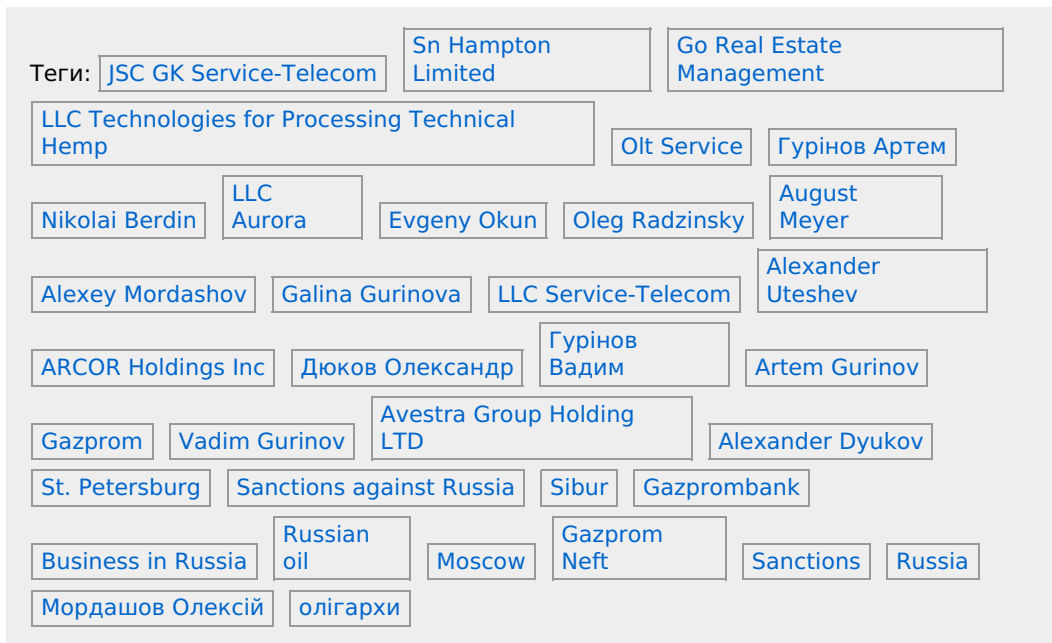 Теги: JSC GK Service-Telecom Sn Hampton Limited Go Real Estate Management
LLC Technologies for Processing Technical Hemp Olt Service Гурінов Артем
Nikolai Berdin LLC Aurora Evgeny Okun Oleg Radzinsky August Meyer
Alexey Mordashov Galina Gurinova LLC Service-Telecom Alexander Uteshev
ARCOR Holdings Inc Дюков Олександр Гурінов Вадим Artem Gurinov
Gazprom Vadim Gurinov Avestra Group Holding LTD Alexander Dyukov
St. Petersburg Sanctions against Russia Sibur Gazprombank
Business in Russia Russian oil Moscow Gazprom Neft Sanctions Russia
Мордашов Олексій олігархи